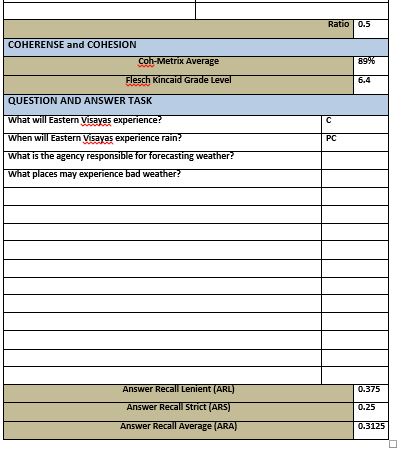 Ratio 0.5
COHERENSE and COHESION
Coh-Metrix Average 89%
Flesch Kincaid Grade Level 6.4
QUESTION AND ANSWER TASK
What will Eastern Visayas experience? C
When will Eastern Visayas experience rain? PC
What is the agency responsible for forecasting weather?
What places may experience bad weather?
Answer Recall Lenient (ARL) 0.375
Answer Recall Strict (ARS) 0.25
Answer Recall Average (ARA) 0.3125